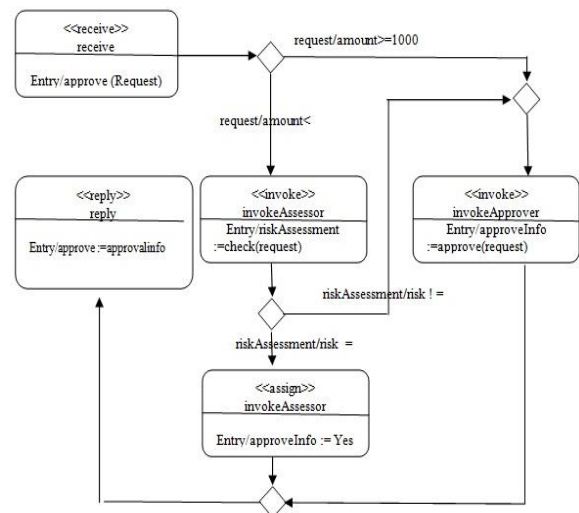 <<receive>>
receive
Entry/approve (Request)
request/amount>=1000
request/amount<
<<reply>>
reply
Entry/approve :=approvalinfo
<<invoke>>
invokeAssessor
Entry/riskAssessment
:=check(request)
<<invoke>>
invokeApprover
Entry/approveInfo
:=approve(request)
riskAssessment/risk ! =
riskAssessment/risk =
<<assign>>
invokeAssessor
Entry/approveInfo := Yes